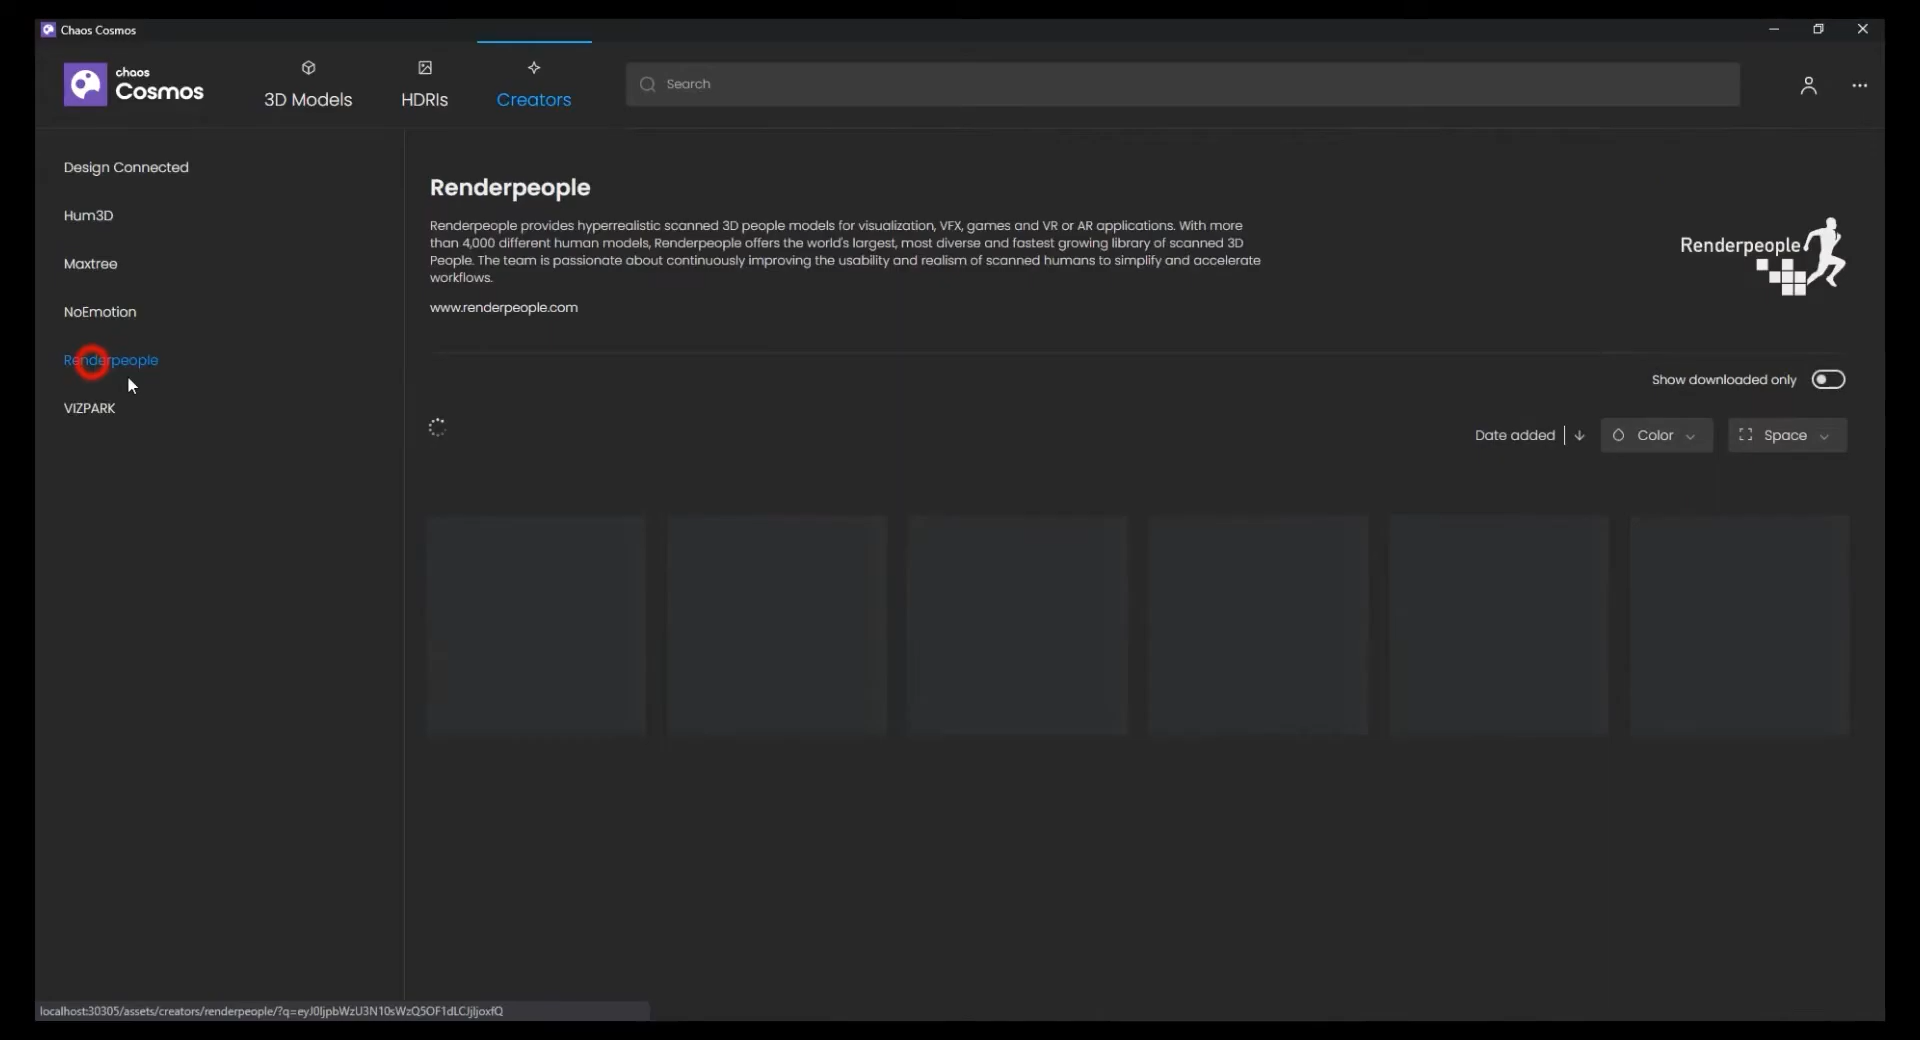 Chaos Cosmos
chaos
Cosmos
3D Models
HDRIs
Creators
Search
Design Connected
Hum3D
Maxtree
NoEmotion
Renderpeople
VIZPARK
Renderpeople
Renderpeople provides hyperrealistic scanned 3D people models for visualization, VFX, games and VR or AR applications. With more
than 4,000 different human models, Renderpeople offers the world's largest, most diverse and fastest growing library of scanned 3D
People. The team is passionate about continuously improving the usability and realism of scanned humans to simplify and accelerate
workflows.
www.renderpeople.com
Renderpeople
Show downloaded only
Date added
Color
Space